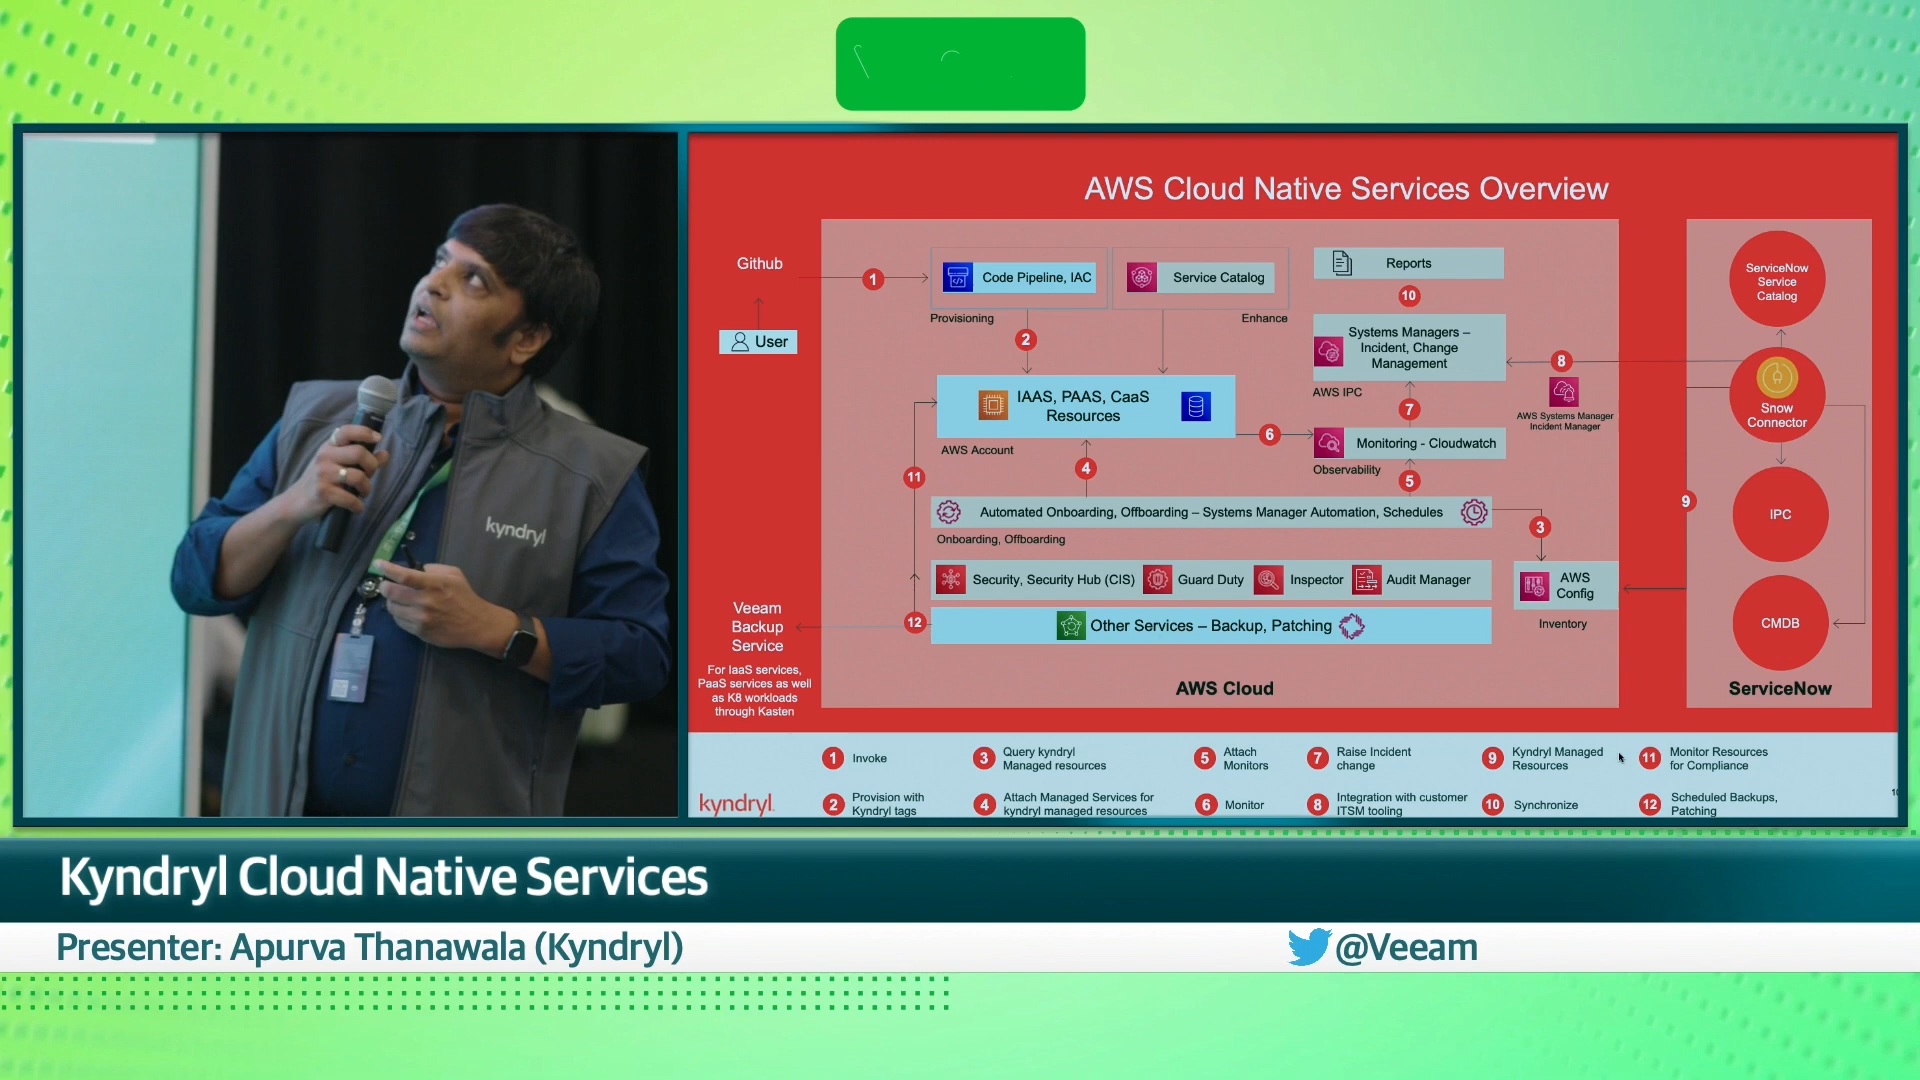 AWS Cloud Native Services Overview
Github
User
1
Code Pipeline, IAC
Provisioning
Service Catalog
Enhance
2
Reports
10
Systems Managers –
Incident, Change
Management
AWS IPC
7
8
AWS Systems Manager
Incident Manager
IAAS, PAAS, CaaS
Resources
AWS Account
6
Monitoring - Cloudwatch
Observability
5
4
11
Automated Onboarding, Offboarding – Systems Manager Automation, Schedules
Onboarding, Offboarding
3
Security, Security Hub (CIS)
Guard Duty
Inspector
Audit Manager
AWS
Config
Inventory
12
Other Services – Backup, Patching
AWS Cloud
Veeam
Backup
Service
For IaaS services,
PaaS services as well
as K8 workloads
through Kasten
9
ServiceNow
Service
Catalog
Snow
Connector
IPC
CMDB
ServiceNow
1 Invoke
2 Provision with
Kyndryl tags
3 Query kyndryl
Managed resources
4 Attach Managed Services for
kyndryl managed resources
5 Attach
Monitors
6 Monitor
7 Raise Incident
change
8 Integration with customer
ITSM tooling
9 Kyndryl Managed
Resources
10 Synchronize
11 Monitor Resources
for Compliance
12 Scheduled Backups,
Patching
kyndryl
kyndryl
Kyndryl Cloud Native Services
Presenter: Apurva Thanawala (Kyndryl)
@Veeam